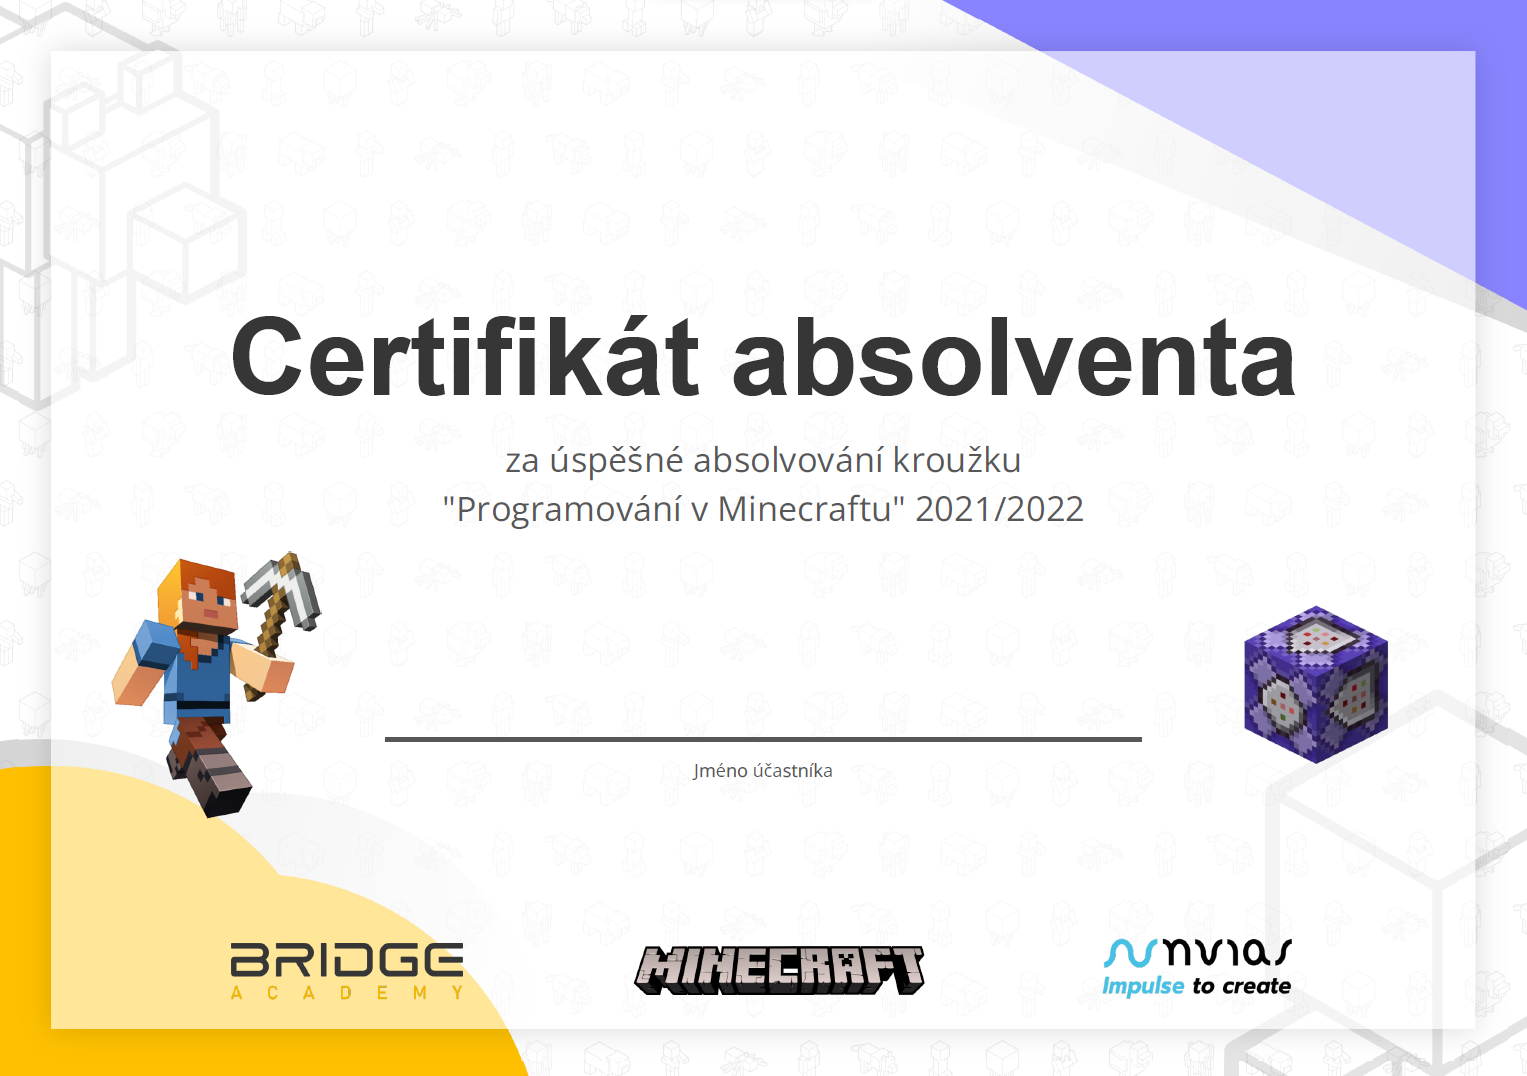 Certifikát absolventa
za úspěšné absolvování kroužku
"Programování v Minecraftu" 2021/2022
Jméno účastníka
BRIDGE
ACADEMY
MINECRAFT
nvias
Impulse to create